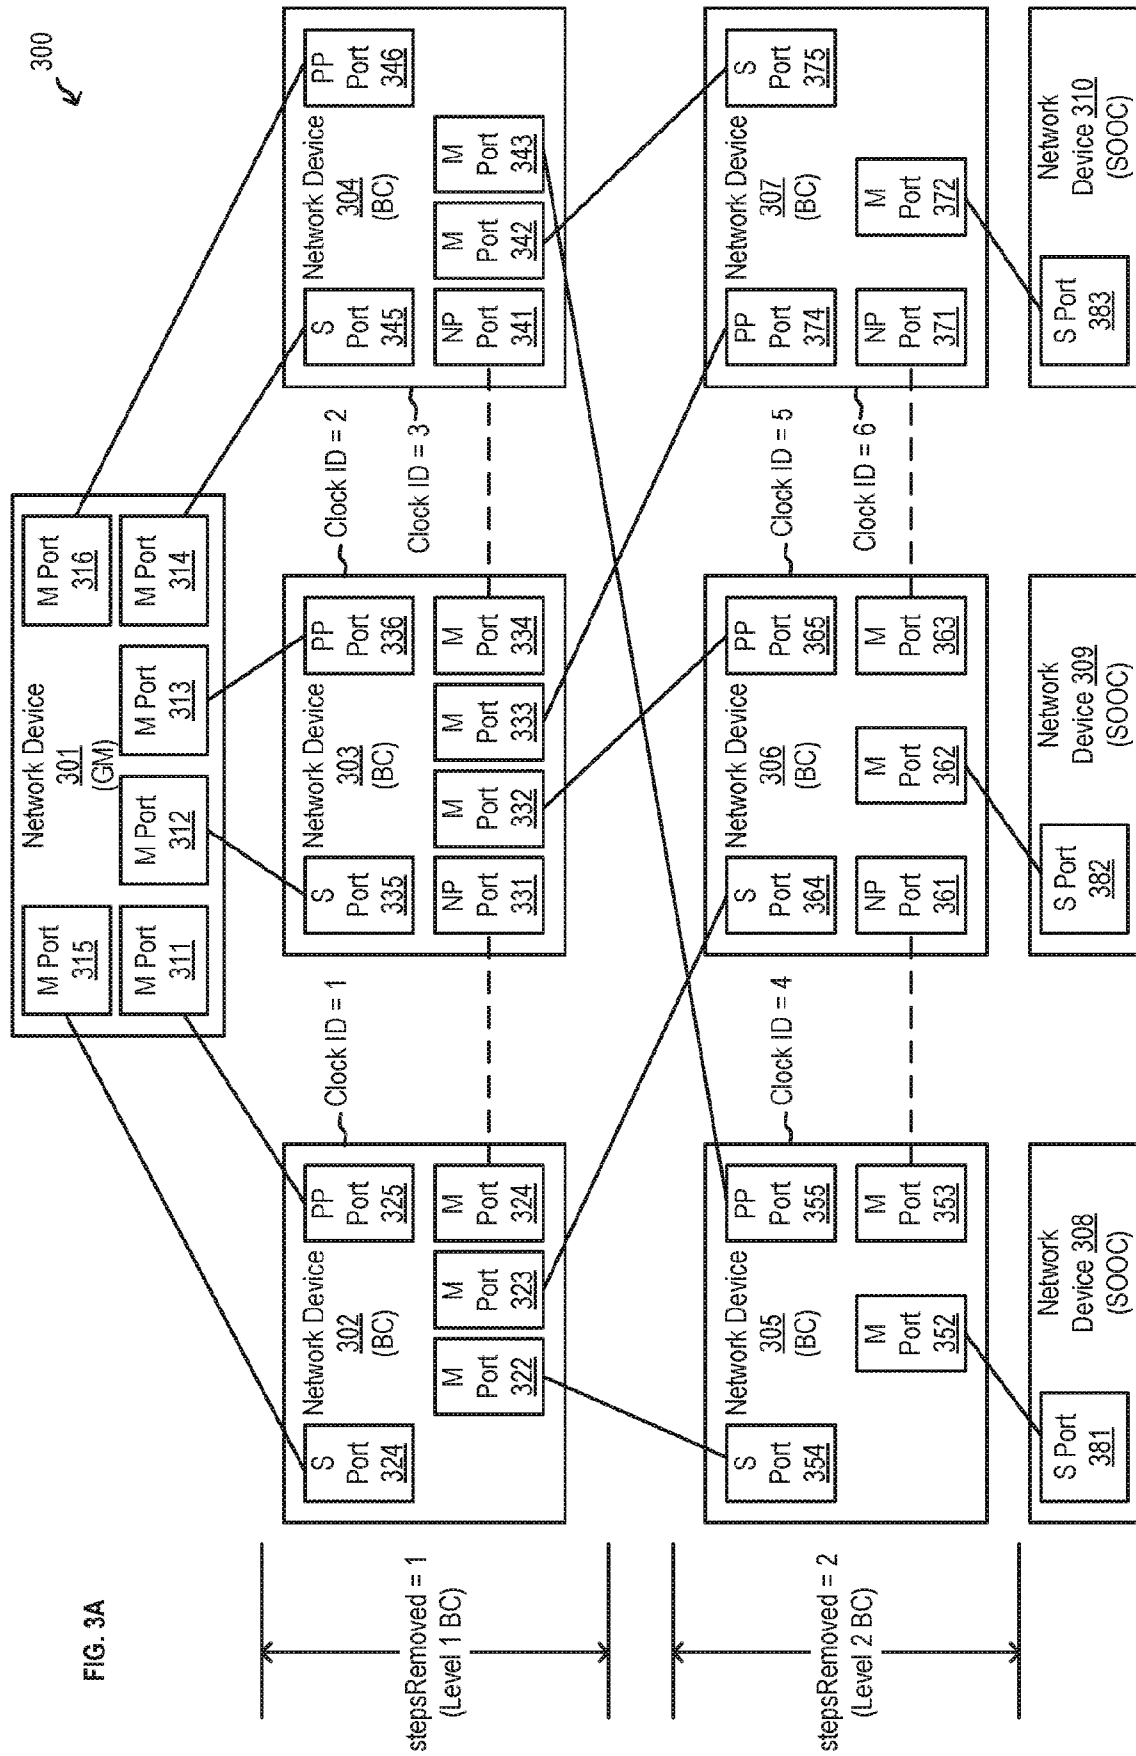 FIG. 3A
300
Network Device
301
(GM)
M Port
315
M Port
311
M Port
312
M Port
313
M Port
316
M Port
314
stepsRemoved = 1
(Level 1 BC)
Network Device
302
(BC)
S
Port
324
PP
Port
325
M
Port
322
M
Port
323
M
Port
324
Clock ID = 1
Network Device
303
(BC)
S
Port
335
PP
Port
336
NP
Port
331
M
Port
332
M
Port
333
M
Port
334
Clock ID = 2
Network Device
304
(BC)
S
Port
345
PP
Port
346
NP
Port
341
M
Port
342
M
Port
343
Clock ID = 3
stepsRemoved = 2
(Level 2 BC)
Network Device
305
(BC)
S
Port
354
PP
Port
355
M
Port
352
M
Port
353
Clock ID = 4
Network Device
306
(BC)
S
Port
364
PP
Port
365
NP
Port
361
M
Port
362
M
Port
363
Clock ID = 5
Network Device
307
(BC)
PP
Port
374
S
Port
375
NP
Port
371
M
Port
372
Clock ID = 6
S Port
381
Network
Device 308
(SOOC)
S Port
382
Network
Device 309
(SOOC)
S Port
383
Network
Device 310
(SOOC)